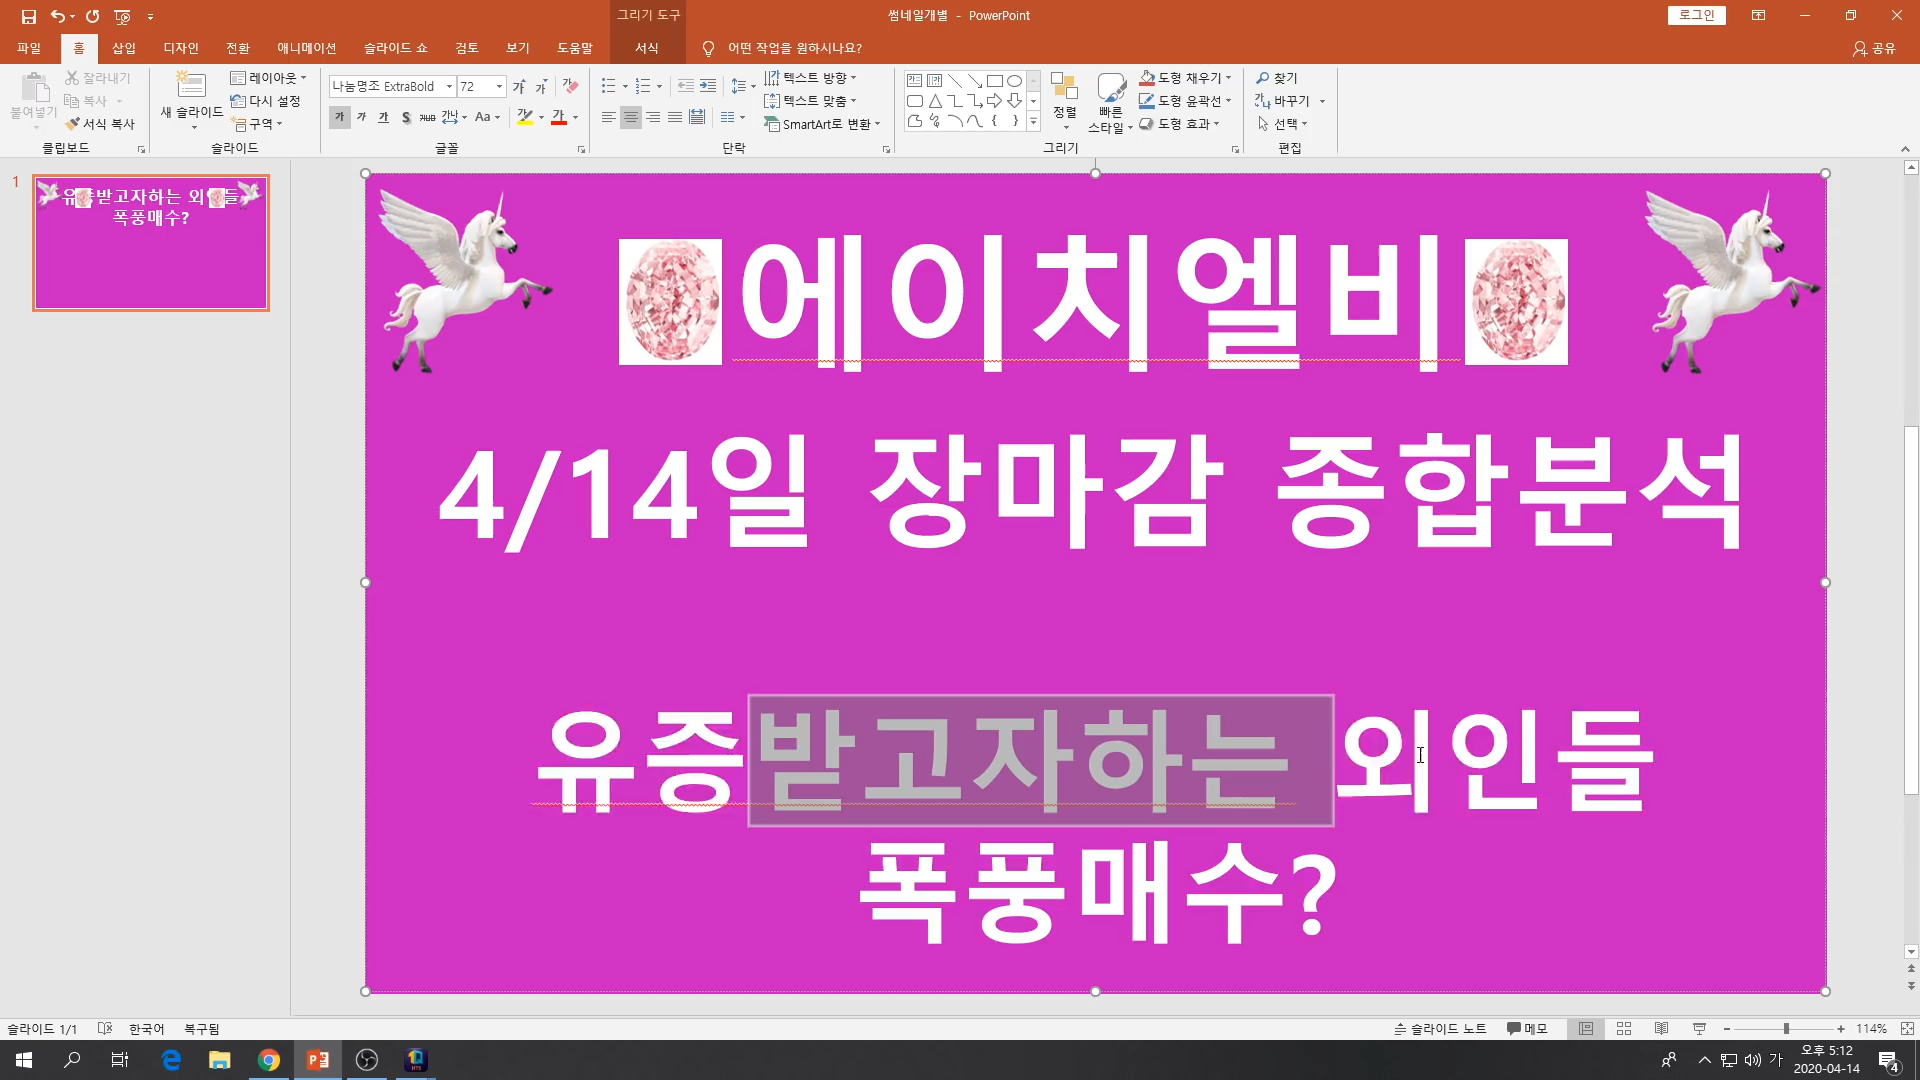 그리기 도구
썸네일개별 - PowerPoint
로그인
파일 홈 삽입 디자인 전환 애니메이션 슬라이드 쇼 검토 보기 도움말 서식 어떤 작업을 원하시나요? 공유
붙여넣기
잘라내기
복사
서식 복사
클립보드
새 슬라이드
레이아웃
다시 설정
구역
슬라이드
나눔명조 ExtraBold 72
가 가 가 S abc 간나 Aa 가
글꼴
텍스트 방향
텍스트 맞춤
SmartArt로 변환
단락
정렬
빠른
스타일
도형 채우기
도형 윤곽선
도형 효과
그리기
찾기
바꾸기
선택
편집
1
유증받고자하는 외인들
폭풍매수?
에이치엘비
4/14일 장마감 종합분석
유증받고자하는 외인들
폭풍매수?
슬라이드 1/1 한국어 복구됨
슬라이드 노트 메모 114%
가
오후 5:12
2020-04-14
4